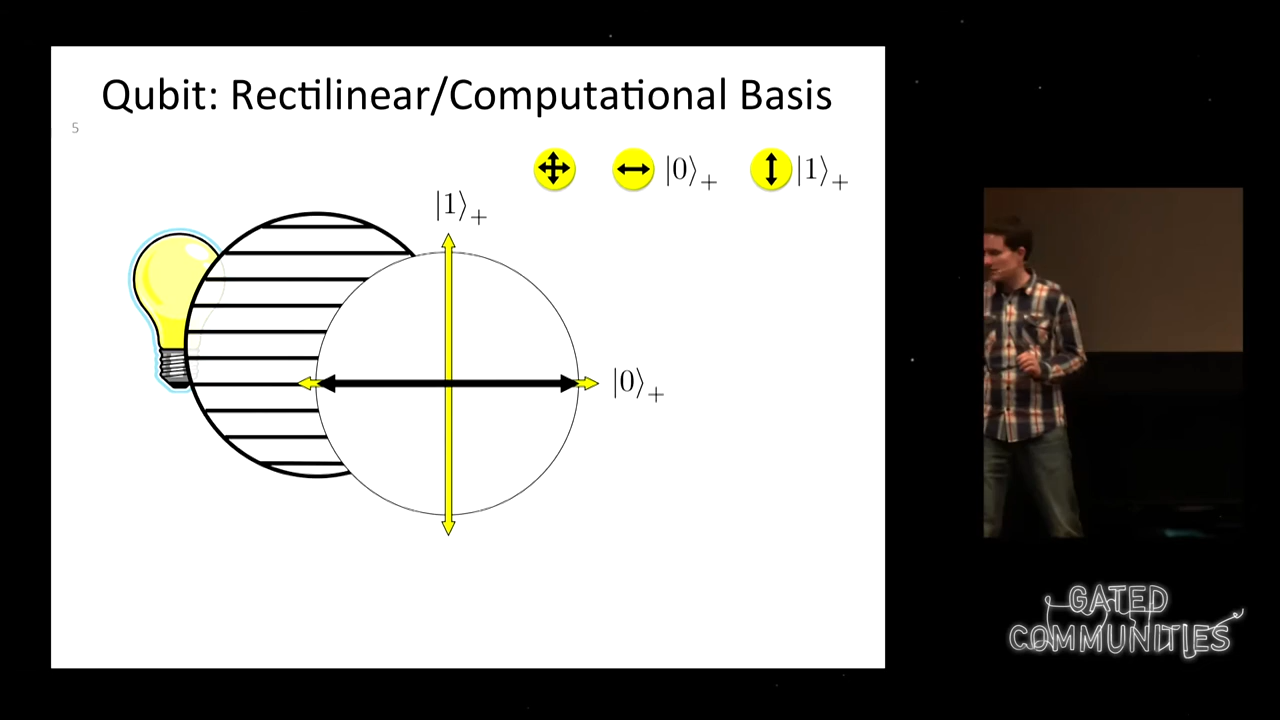 Qubit: Rectilinear/Computational Basis
5
|0⟩₊ |1⟩₊
|1⟩₊
|0⟩₊
GATED
COMMUNITIES